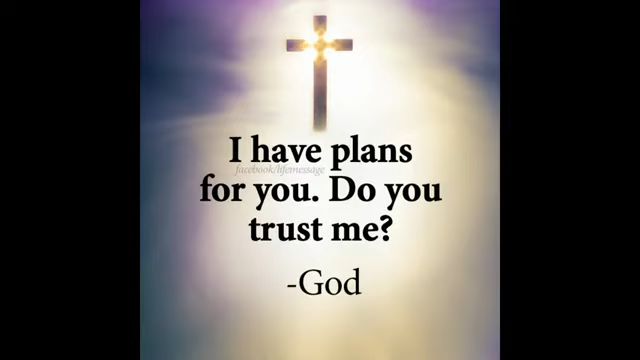 I have plans
facebook/lifemessage
for you. Do you
trust me?
-God